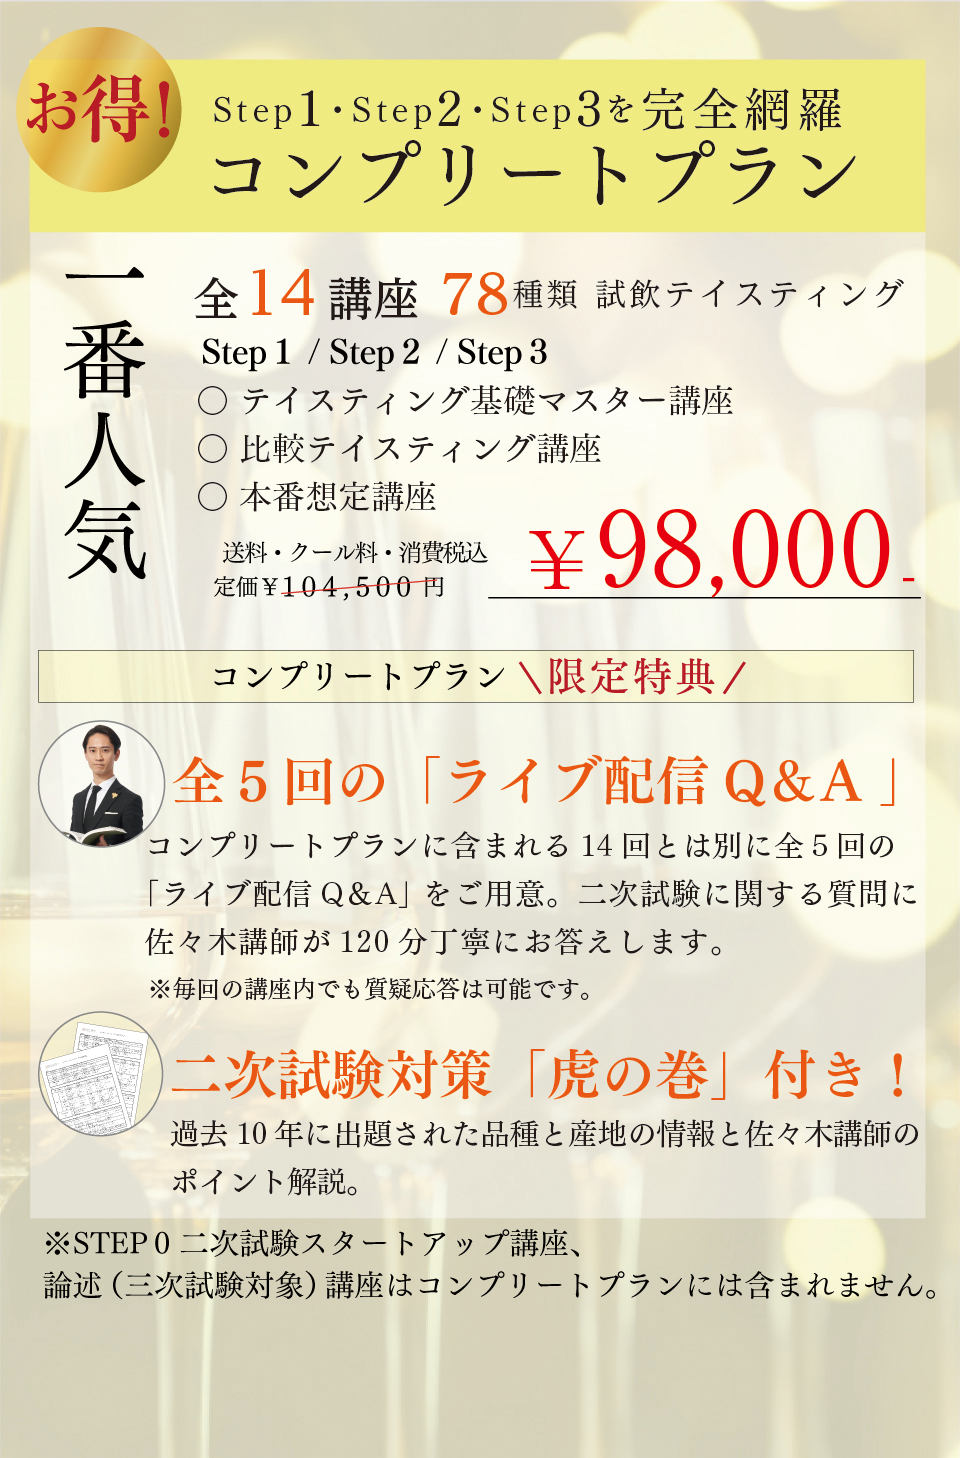 お得!
Step1・Step2・Step3を完全網羅
コンプリートプラン
一番人気
全14講座 78種類 試飲テイスティング
Step 1 / Step 2 / Step 3
○ テイスティング基礎マスター講座
○ 比較テイスティング講座
○ 本番想定講座
送料・クール料・消費税込
定価¥104,500円
¥98,000-
コンプリートプラン \限定特典/
全5回の「ライブ配信Q&A」
コンプリートプランに含まれる14回とは別に全5回の
「ライブ配信Q&A」をご用意。二次試験に関する質問に
佐々木講師が120分丁寧にお答えします。
※毎回の講座内でも質疑応答は可能です。
二次試験対策「虎の巻」付き！
過去10年に出題された品種と産地の情報と佐々木講師の
ポイント解説。
※STEP0 二次試験スタートアップ講座、
論述(三次試験対象)講座はコンプリートプランには含まれません。